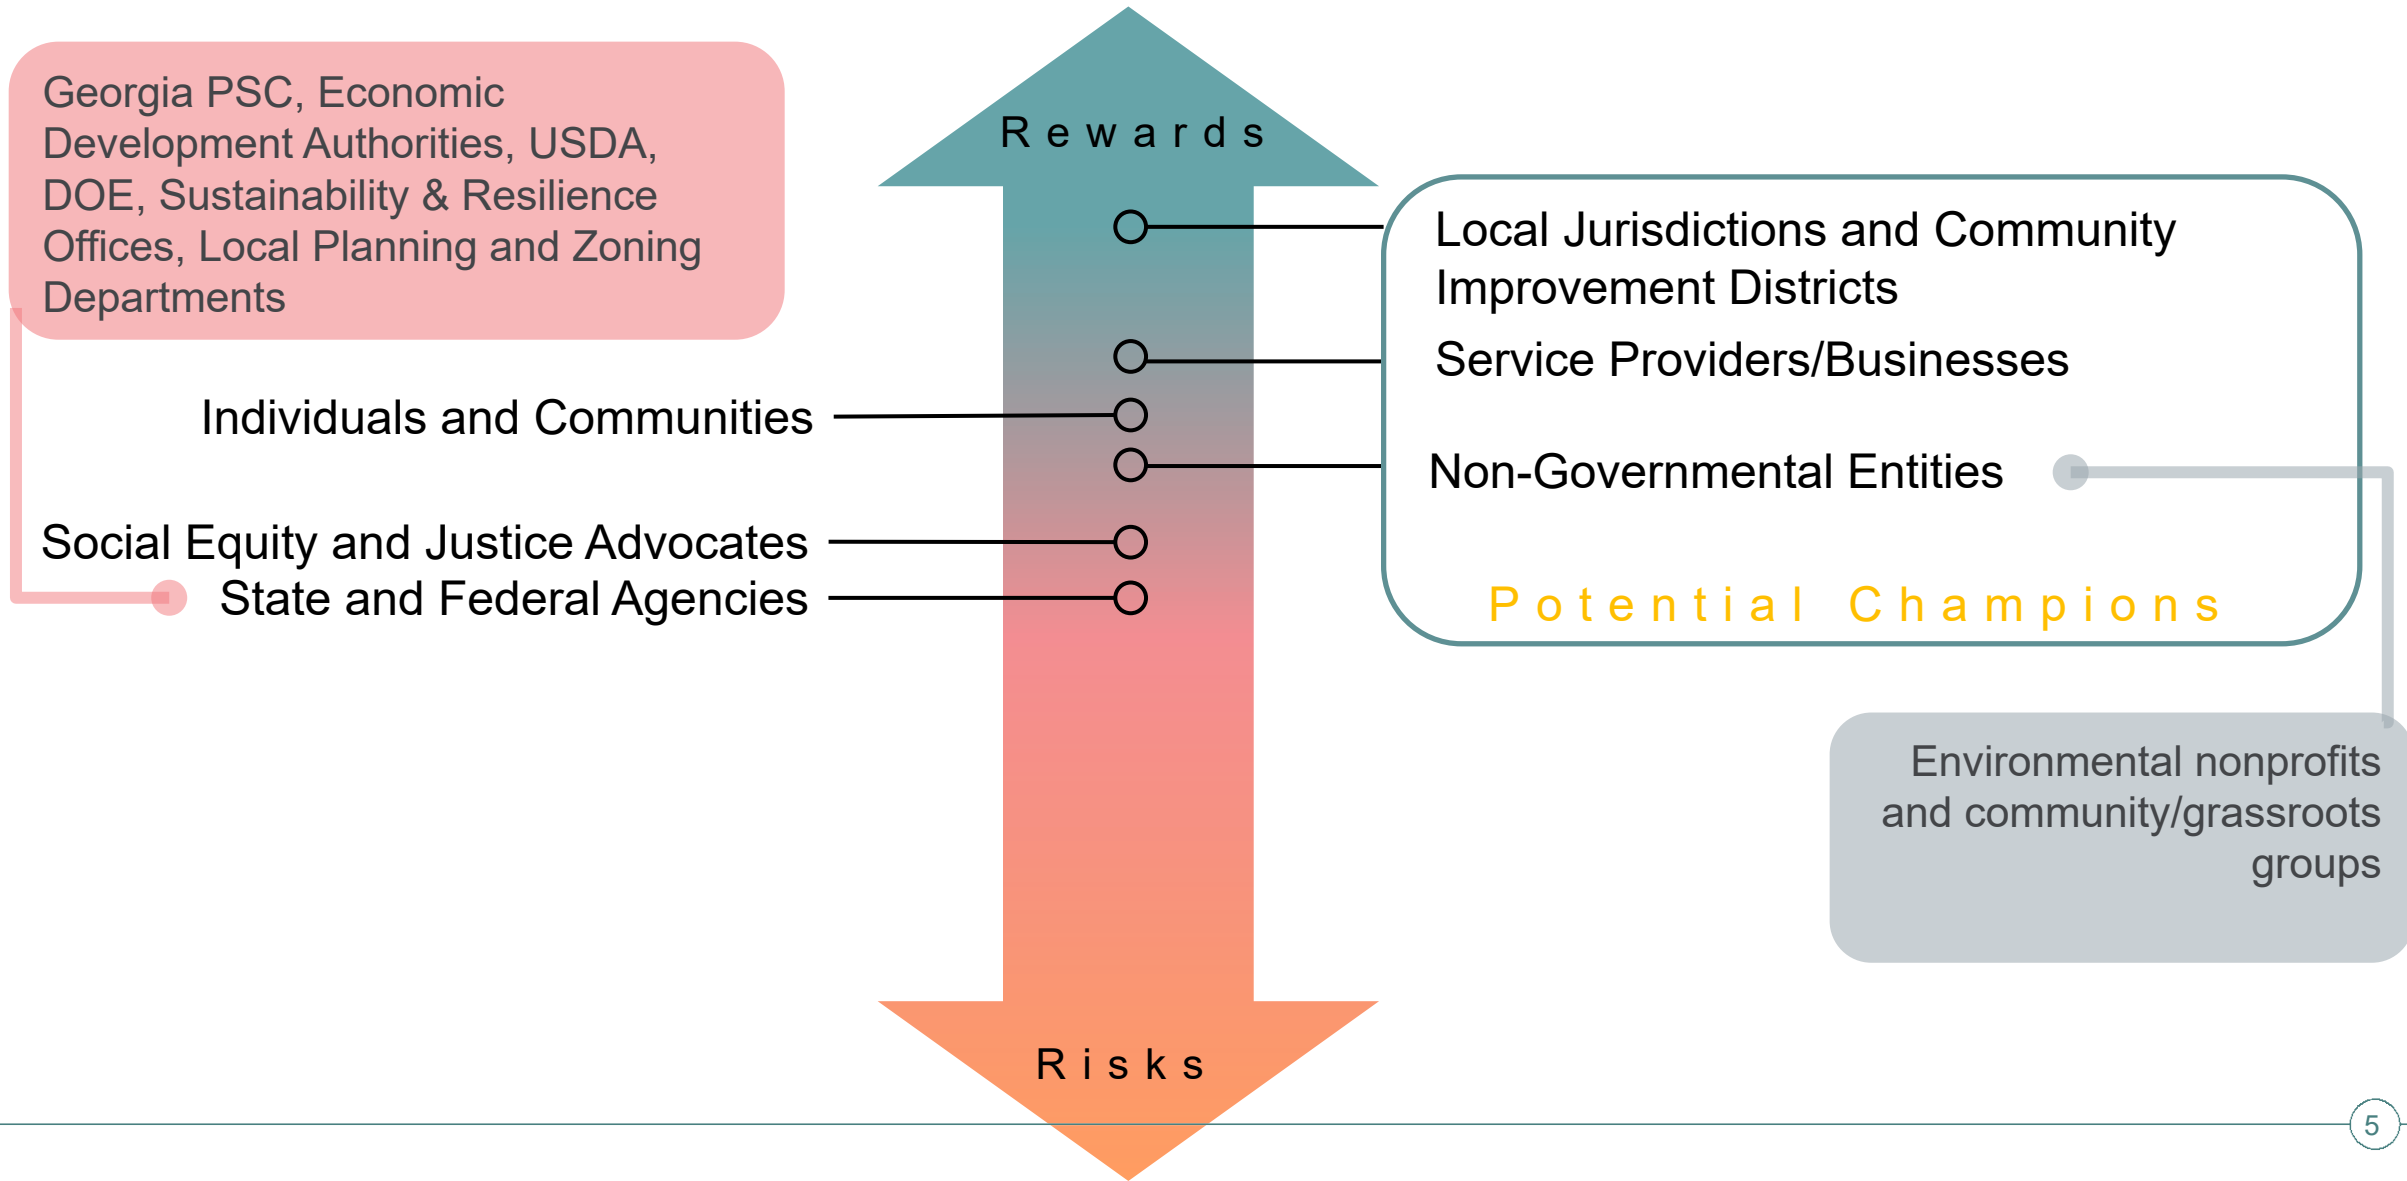 Georgia PSC, Economic
Development Authorities, USDA,
DOE, Sustainability & Resilience
Offices, Local Planning and Zoning
Departments
Rewards
Local Jurisdictions and Community
Improvement Districts
Service Providers/Businesses
Individuals and Communities
Non-Governmental Entities
Social Equity and Justice Advocates
State and Federal Agencies
Potential Champions
Environmental nonprofits
and community/grassroots
groups
Risks
5